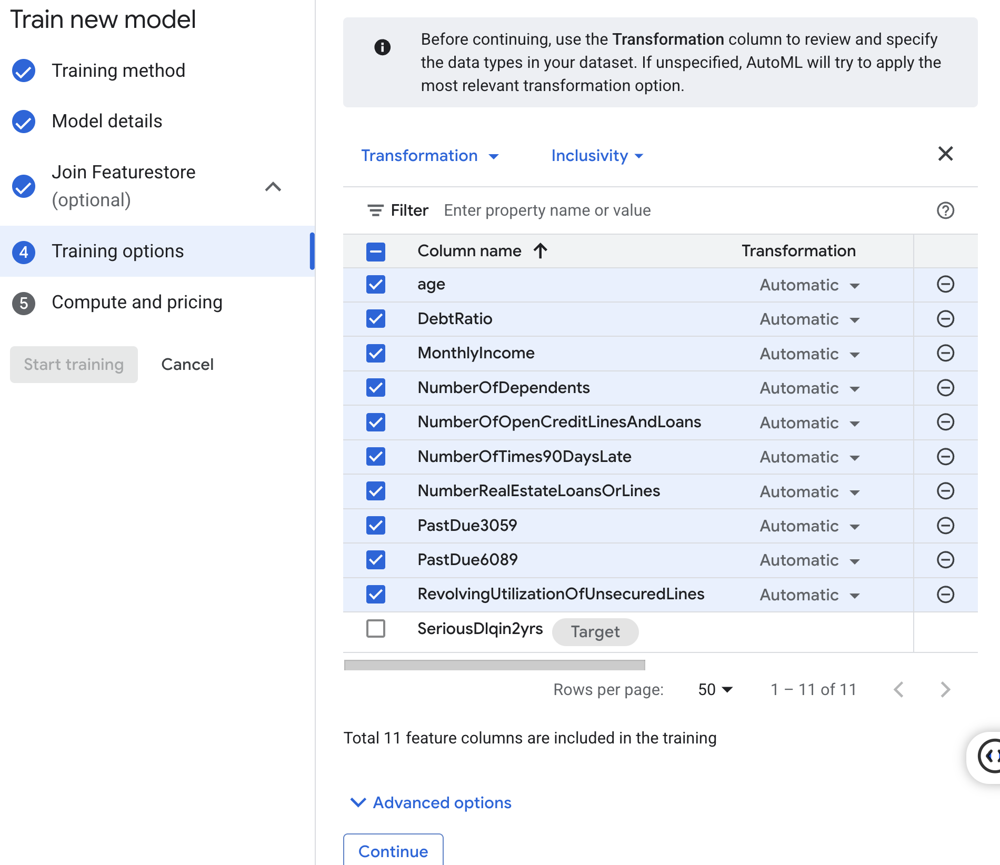 Train new model
Training method
Model details
Join Featurestore
(optional)
4 Training options
5 Compute and pricing
Start training Cancel
Before continuing, use the Transformation column to review and specify
the data types in your dataset. If unspecified, AutoML will try to apply the
most relevant transformation option.
Transformation Inclusivity
Filter Enter property name or value
Column name Transformation
age Automatic
DebtRatio Automatic
MonthlyIncome Automatic
NumberOfDependents Automatic
NumberOfOpenCreditLinesAndLoans Automatic
NumberOfTimes90DaysLate Automatic
NumberRealEstateLoansOrLines Automatic
PastDue3059 Automatic
PastDue6089 Automatic
RevolvingUtilizationOfUnsecuredLines Automatic
SeriousDlqin2yrs Target
Rows per page: 50 1 – 11 of 11
Total 11 feature columns are included in the training
Advanced options
Continue